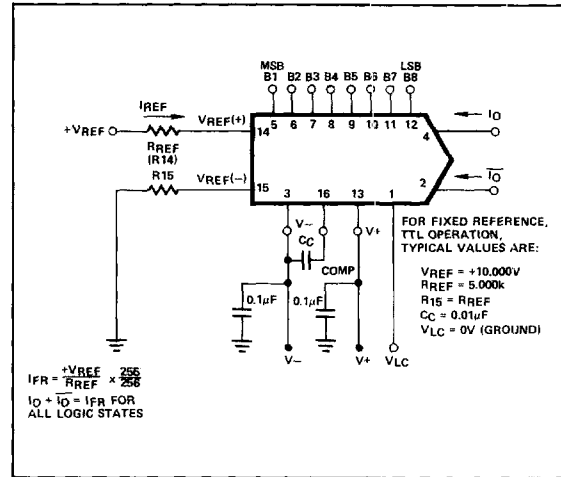 MSB LSB
B1 B2 B3 B4 B5 B6 B7 B8
IREF
VREF(+)
+VREF
RREF
(R14)
14 5 6 7 8 9 10 11 12 4
IO
R15
VREF(−)
15 3 16 13 1 2
IO
V− CC V+
COMP
0.1μF 0.1μF
V− V+ VLC
FOR FIXED REFERENCE,
TTL OPERATION,
TYPICAL VALUES ARE:
VREF = +10.000V
RREF = 5.000k
R15 = RREF
CC = 0.01μF
VLC = 0V (GROUND)
IFR = +VREF / RREF × 255 / 256
IO + IO = IFR FOR
ALL LOGIC STATES